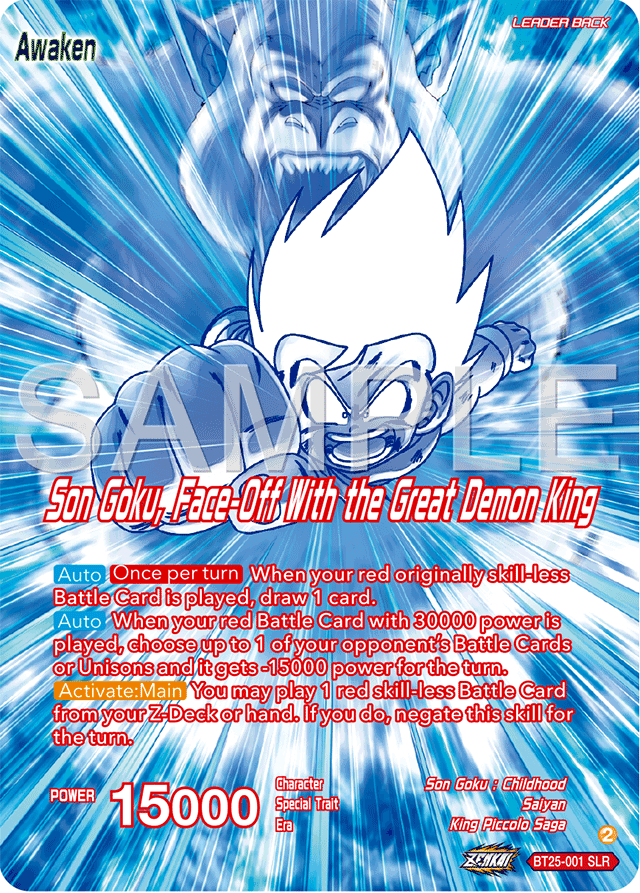 LEADER BACK
Awaken
SAMPLE
Son Goku, Face-Off With the Great Demon King
Auto Once per turn When your red originally skill-less
Battle Card is played, draw 1 card.
Auto When your red Battle Card with 30000 power is
played, choose up to 1 of your opponent's Battle Cards
or Unisons and it gets -15000 power for the turn.
Activate:Main You may play 1 red skill-less Battle Card
from your Z-Deck or hand. If you do, negate this skill for
the turn.
POWER 15000
Character Son Goku : Childhood
Special Trait Saiyan
Era King Piccolo Saga
2
ZENKAI BT25-001 SLR